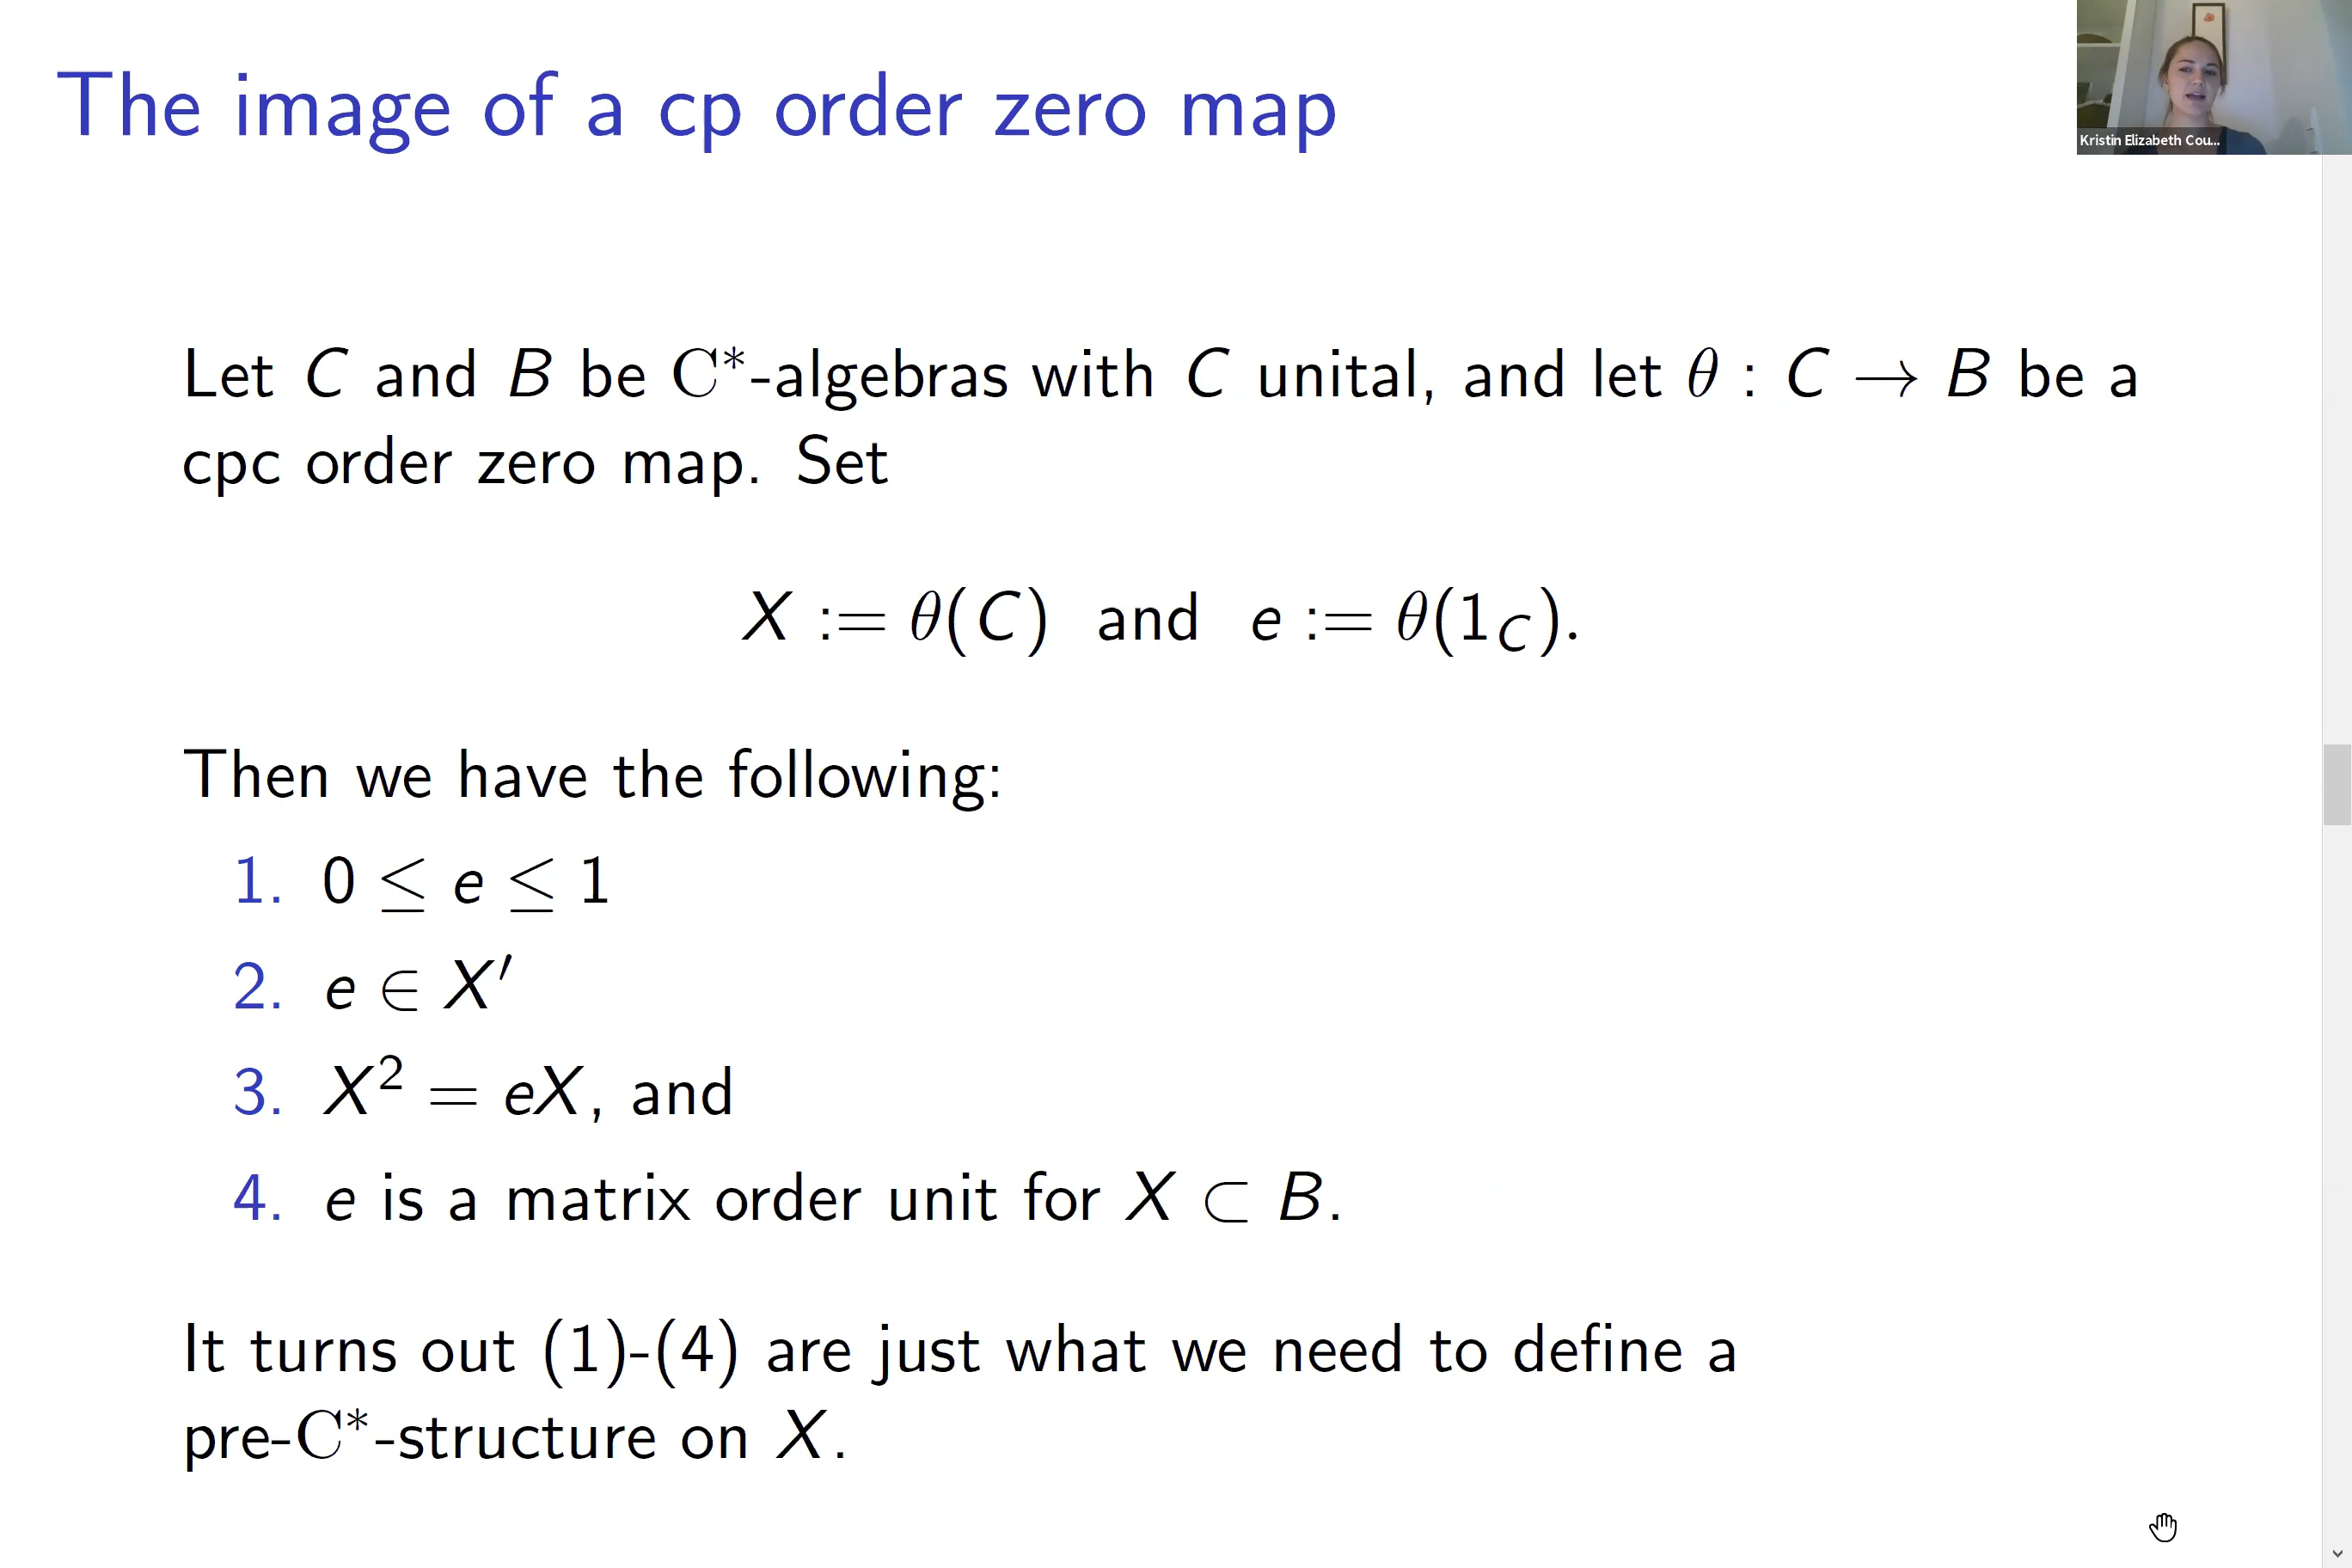 The image of a cp order zero map
Kristin Elizabeth Cou...
Let C and B be C*-algebras with C unital, and let θ : C → B be a
cpc order zero map. Set
X := θ(C) and e := θ(1_C).
Then we have the following:
1. 0 ≤ e ≤ 1
2. e ∈ X′
3. X² = eX, and
4. e is a matrix order unit for X ⊂ B.
It turns out (1)-(4) are just what we need to define a
pre-C*-structure on X.